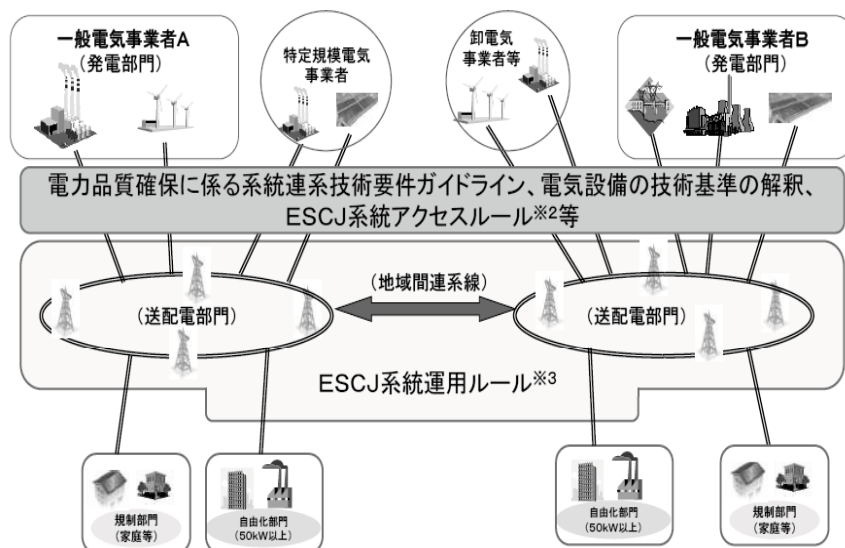 一般電気事業者A
(発電部門)
特定規模電気
事業者
卸電気
事業者等
一般電気事業者B
(発電部門)
電力品質確保に係る系統連系技術要件ガイドライン、電気設備の技術基準の解釈、
ESCJ系統アクセスルール※2等
(地域間連系線)
(送配電部門)
(送配電部門)
ESCJ系統運用ルール※3
規制部門
(家庭等)
自由化部門
(50kW以上)
自由化部門
(50kW以上)
規制部門
(家庭等)